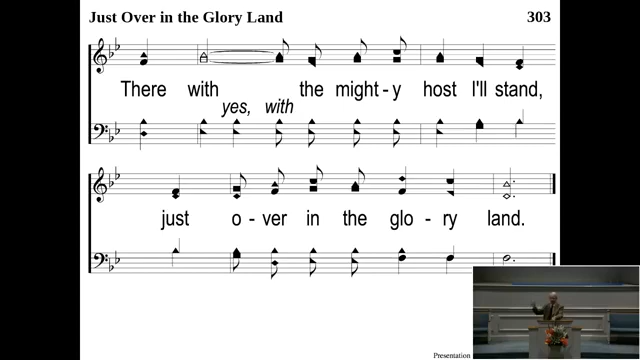 Just Over in the Glory Land 303
There with the might-y host I'll stand,
yes, with
just o-ver in the glo-ry land.
Presentation